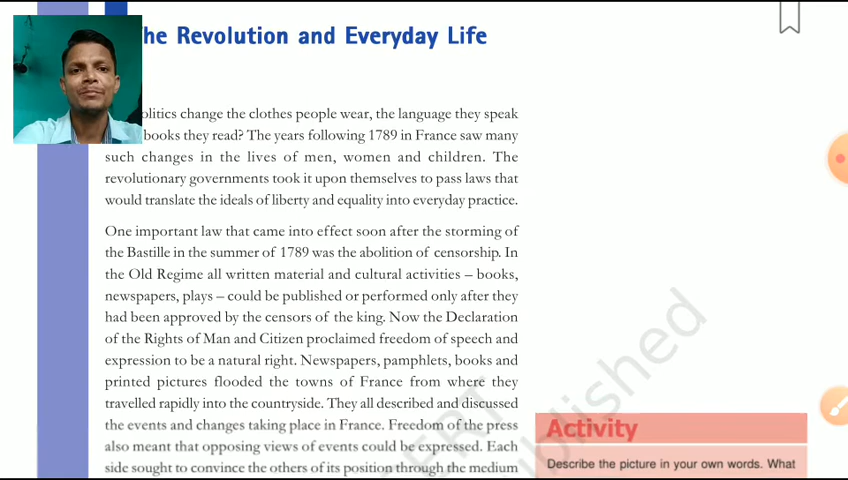 he Revolution and Everyday Life
olitics change the clothes people wear, the language they speak
books they read? The years following 1789 in France saw many
such changes in the lives of men, women and children. The
revolutionary governments took it upon themselves to pass laws that
would translate the ideals of liberty and equality into everyday practice.
One important law that came into effect soon after the storming of
the Bastille in the summer of 1789 was the abolition of censorship. In
the Old Regime all written material and cultural activities – books,
newspapers, plays – could be published or performed only after they
had been approved by the censors of the king. Now the Declaration
of the Rights of Man and Citizen proclaimed freedom of speech and
expression to be a natural right. Newspapers, pamphlets, books and
printed pictures flooded the towns of France from where they
travelled rapidly into the countryside. They all described and discussed
the events and changes taking place in France. Freedom of the press
also meant that opposing views of events could be expressed. Each
side sought to convince the others of its position through the medium
Activity
Describe the picture in your own words. What